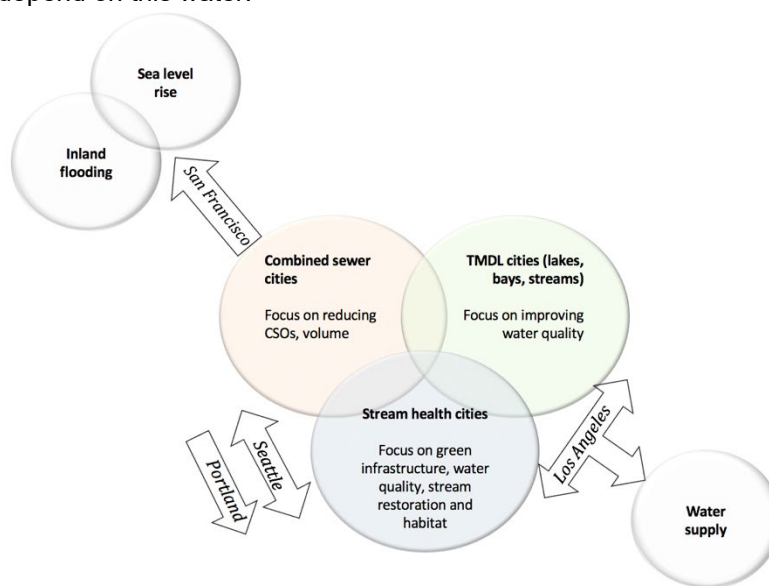 depend on this water.
Sea level
rise
Inland
flooding
San Francisco
Combined sewer
cities
Focus on reducing
CSOs, volume
TMDL cities (lakes,
bays, streams)
Focus on improving
water quality
Stream health cities
Focus on green
infrastructure, water
quality, stream
restoration and
habitat
Portland
Seattle
Los Angeles
Water
supply